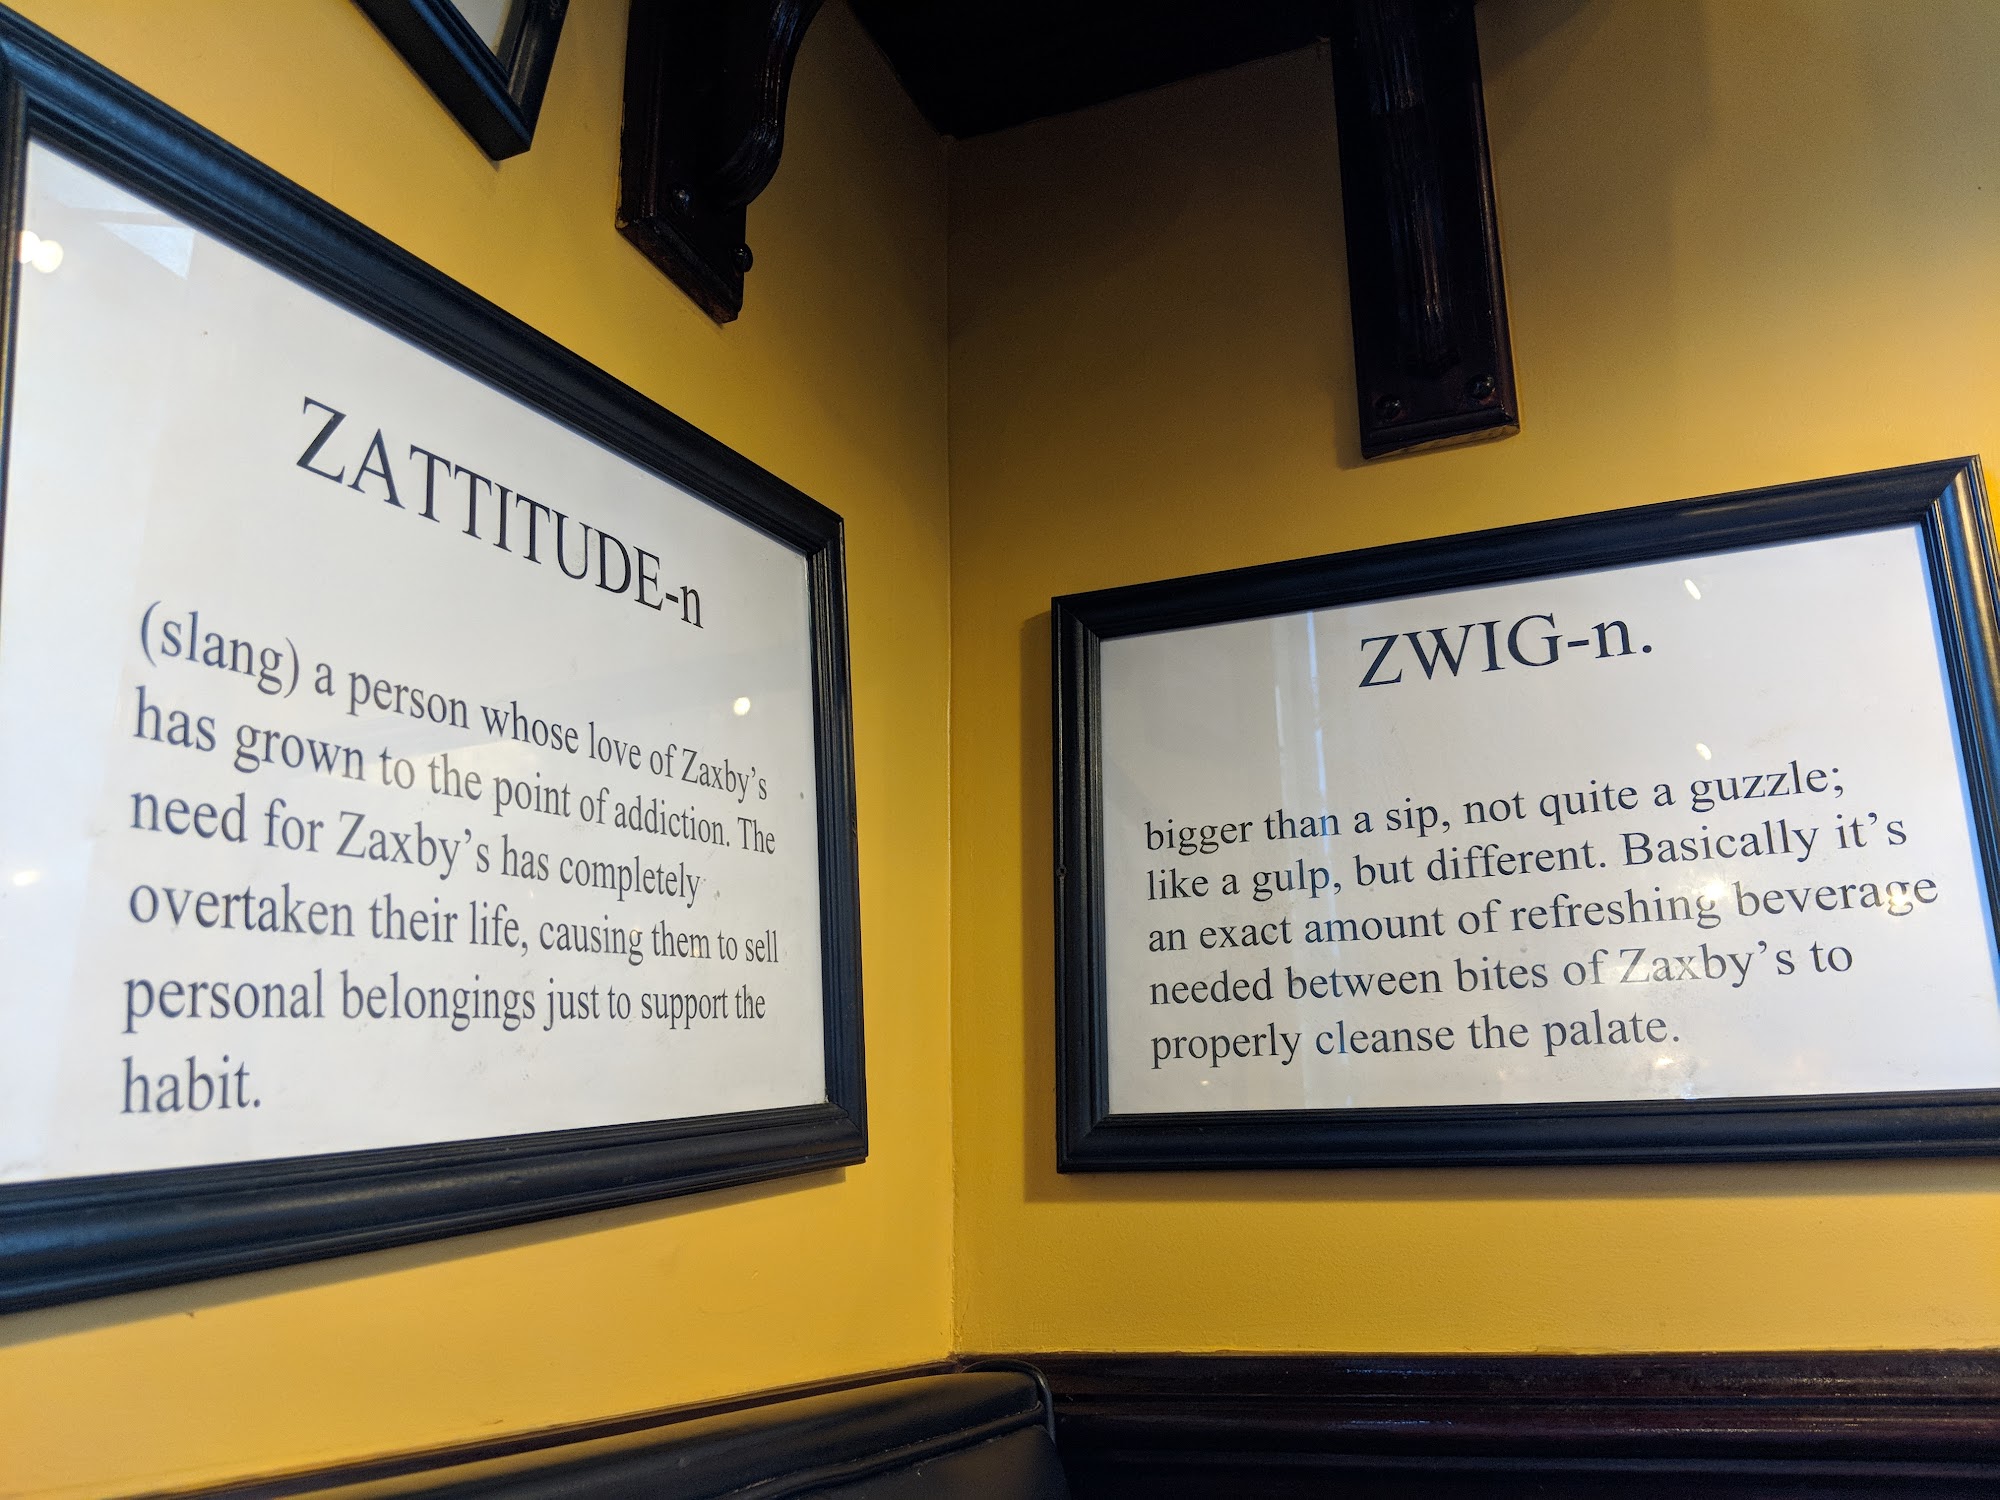 ZATTITUDE-n
(slang) a person whose love of Zaxby's
has grown to the point of addiction. The
need for Zaxby's has completely
overtaken their life, causing them to sell
personal belongings just to support the
habit.
ZWIG-n.
bigger than a sip, not quite a guzzle;
like a gulp, but different. Basically it's
an exact amount of refreshing beverage
needed between bites of Zaxby's to
properly cleanse the palate.